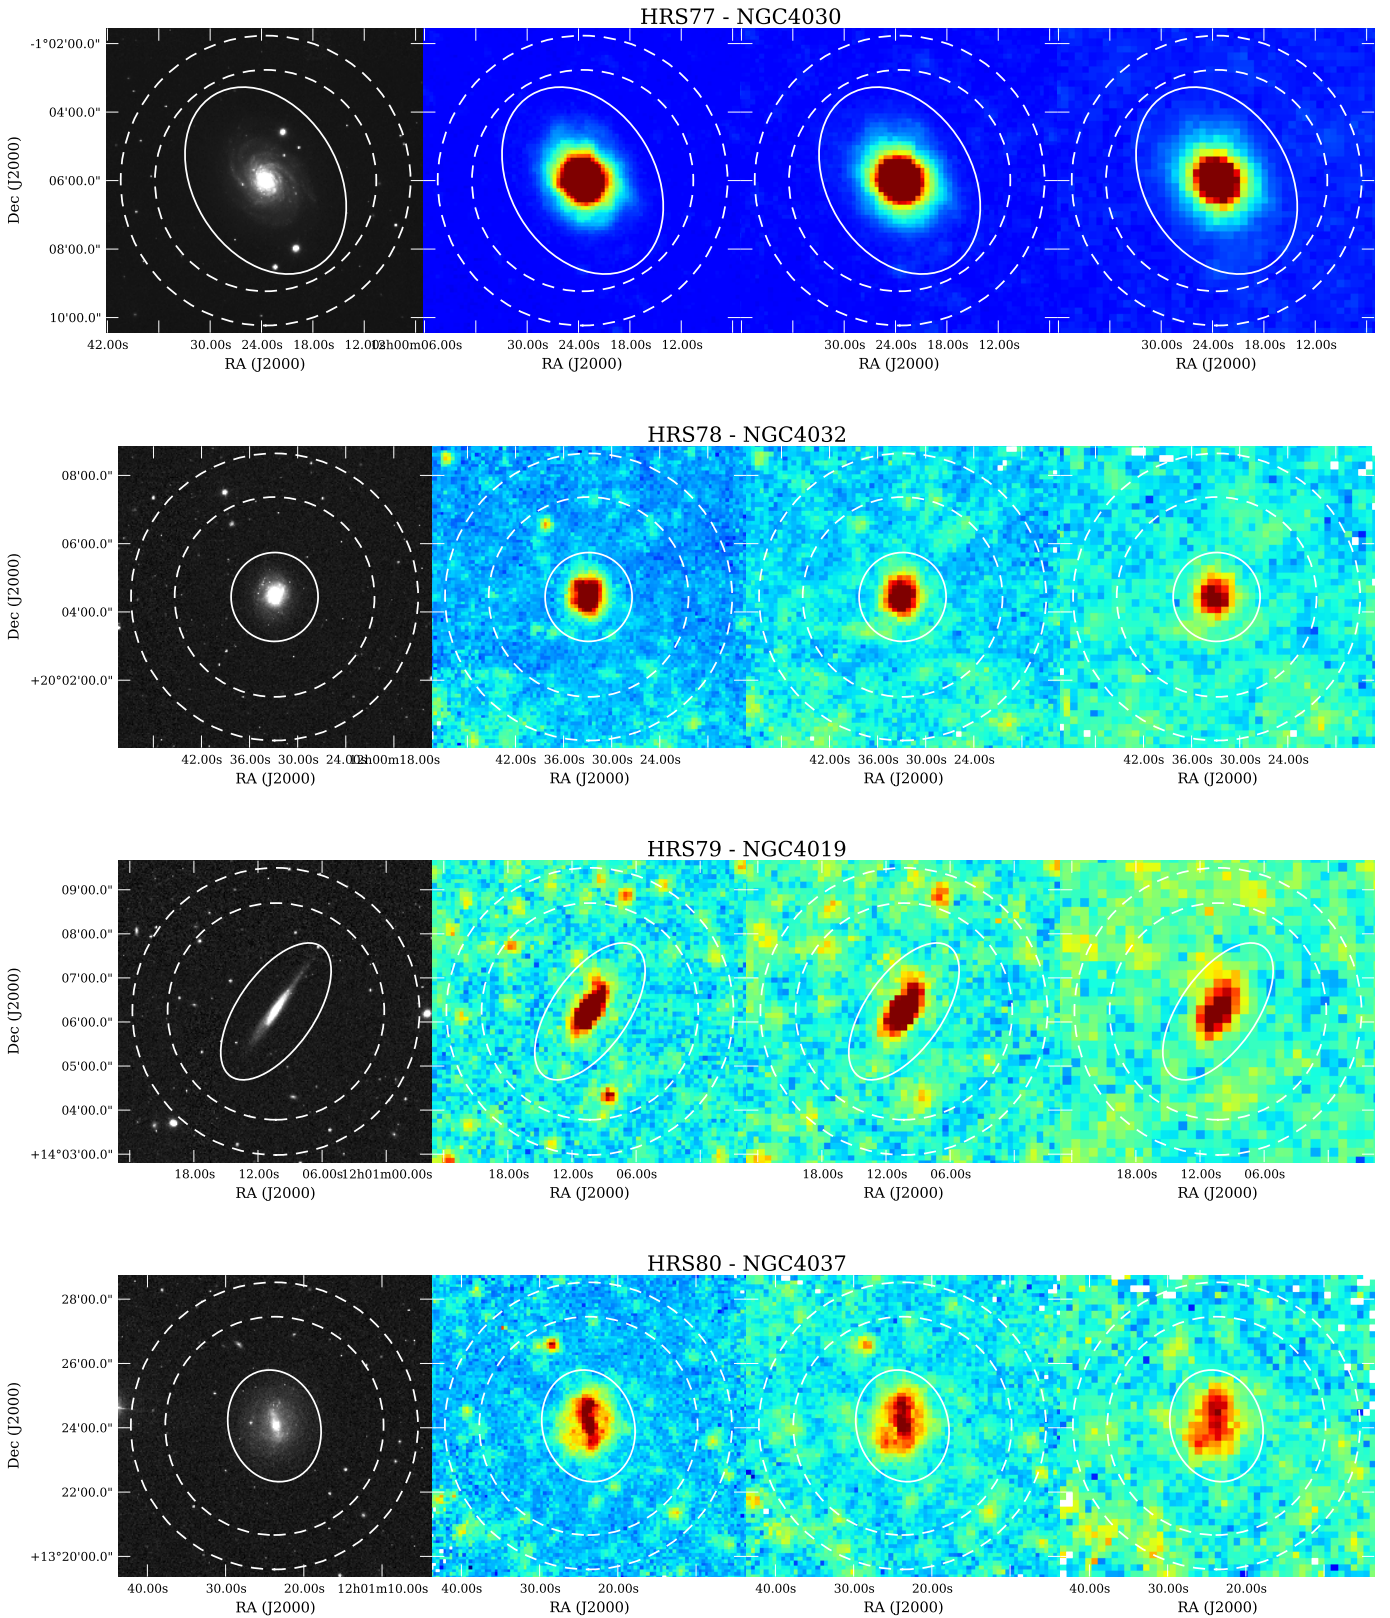 HRS77 - NGC4030
-1°02'00.0"
04'00.0"
06'00.0"
08'00.0"
10'00.0"
Dec (J2000)
42.00s 30.00s 24.00s 18.00s 12.00s 12h00m06.00s 30.00s 24.00s 18.00s 12.00s 30.00s 24.00s 18.00s 12.00s 30.00s 24.00s 18.00s 12.00s
RA (J2000) RA (J2000) RA (J2000) RA (J2000)
HRS78 - NGC4032
08'00.0"
06'00.0"
04'00.0"
+20°02'00.0"
Dec (J2000)
42.00s 36.00s 30.00s 24.00s 12h00m18.00s 42.00s 36.00s 30.00s 24.00s 42.00s 36.00s 30.00s 24.00s 42.00s 36.00s 30.00s 24.00s
RA (J2000) RA (J2000) RA (J2000) RA (J2000)
HRS79 - NGC4019
09'00.0"
08'00.0"
07'00.0"
06'00.0"
05'00.0"
04'00.0"
+14°03'00.0"
Dec (J2000)
18.00s 12.00s 06.00s 12h01m00.00s 18.00s 12.00s 06.00s 18.00s 12.00s 06.00s 18.00s 12.00s 06.00s
RA (J2000) RA (J2000) RA (J2000) RA (J2000)
HRS80 - NGC4037
28'00.0"
26'00.0"
24'00.0"
22'00.0"
+13°20'00.0"
Dec (J2000)
40.00s 30.00s 20.00s 12h01m10.00s 40.00s 30.00s 20.00s 40.00s 30.00s 20.00s 40.00s 30.00s 20.00s
RA (J2000) RA (J2000) RA (J2000) RA (J2000)